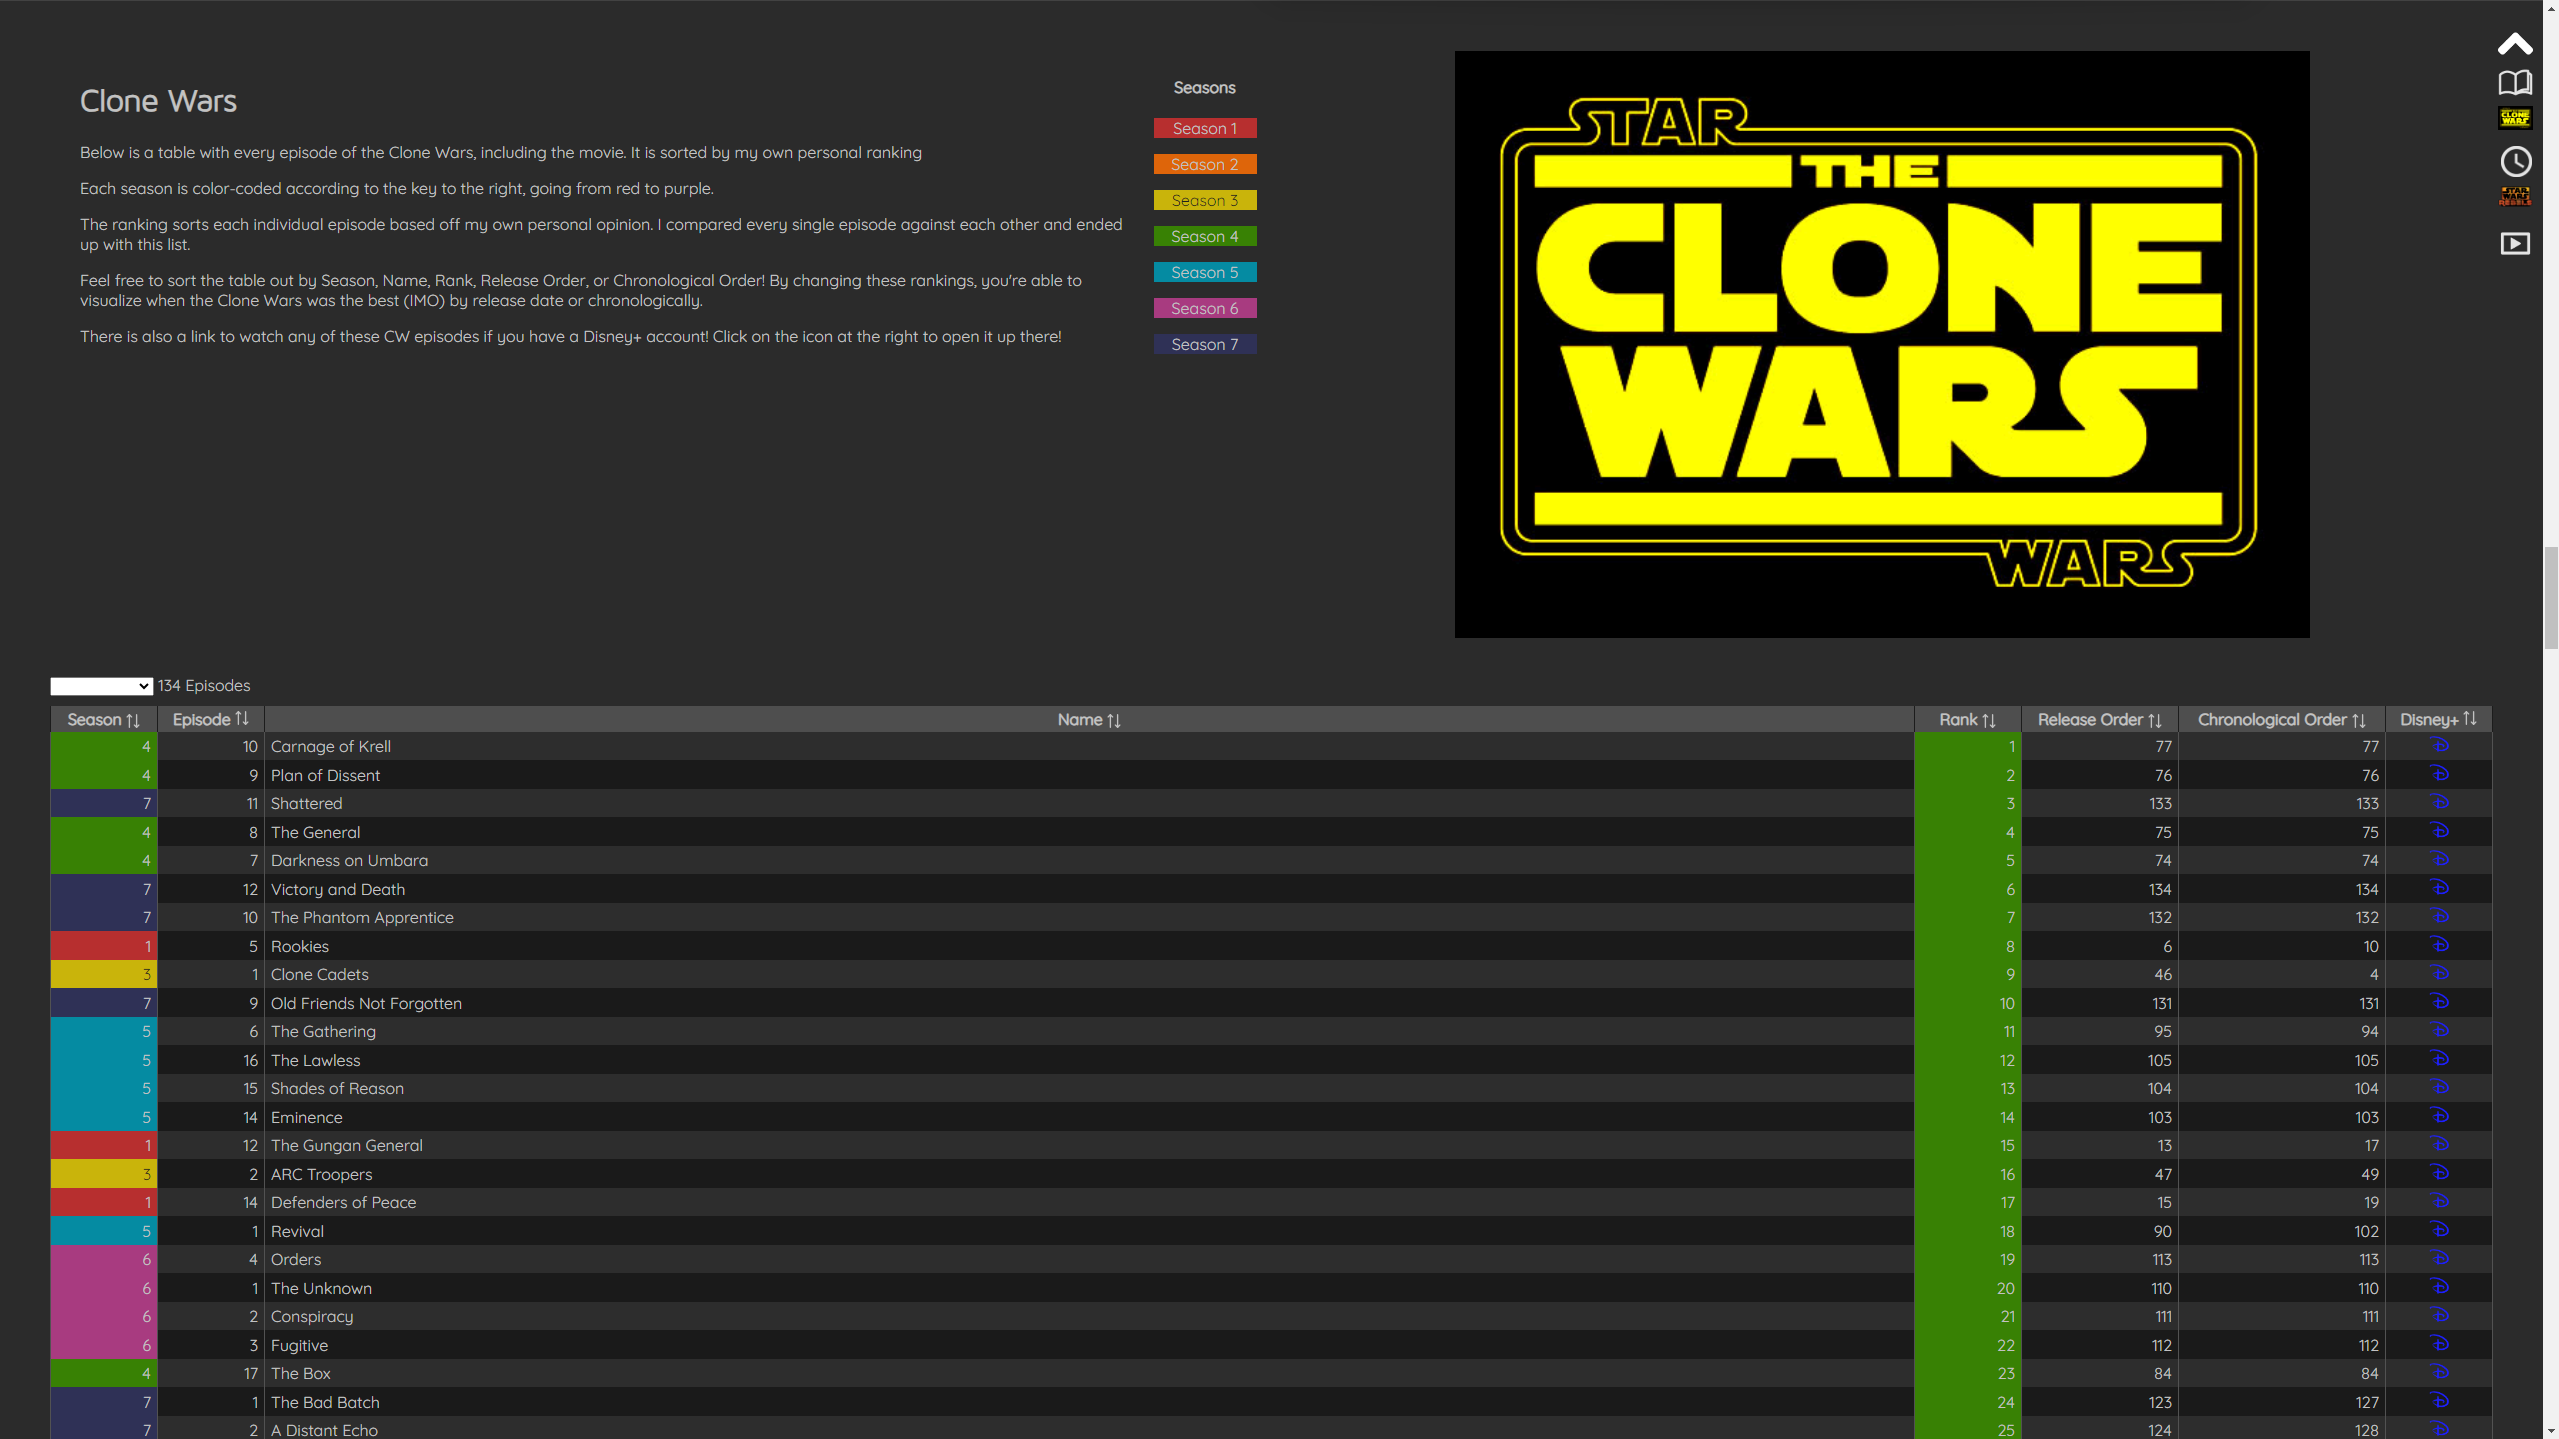 Clone Wars
Below is a table with every episode of the Clone Wars, including the movie. It is sorted by my own personal ranking
Each season is color-coded according to the key to the right, going from red to purple.
The ranking sorts each individual episode based off my own personal opinion. I compared every single episode against each other and ended
up with this list.
Feel free to sort the table out by Season, Name, Rank, Release Order, or Chronological Order! By changing these rankings, you're able to
visualize when the Clone Wars was the best (IMO) by release date or chronologically.
There is also a link to watch any of these CW episodes if you have a Disney+ account! Click on the icon at the right to open it up there!
Seasons
Season 1
Season 2
Season 3
Season 4
Season 5
Season 6
Season 7
STAR
THE
CLONE
WARS
WARS
CLONE
WARS
STAR
WARS
REBELS
134 Episodes
Season Episode Name Rank Release Order Chronological Order Disney+
4 10 Carnage of Krell 1 77 77
4 9 Plan of Dissent 2 76 76
7 11 Shattered 3 133 133
4 8 The General 4 75 75
4 7 Darkness on Umbara 5 74 74
7 12 Victory and Death 6 134 134
7 10 The Phantom Apprentice 7 132 132
1 5 Rookies 8 6 10
3 1 Clone Cadets 9 46 4
7 9 Old Friends Not Forgotten 10 131 131
5 6 The Gathering 11 95 94
5 16 The Lawless 12 105 105
5 15 Shades of Reason 13 104 104
5 14 Eminence 14 103 103
1 12 The Gungan General 15 13 17
3 2 ARC Troopers 16 47 49
1 14 Defenders of Peace 17 15 19
5 1 Revival 18 90 102
6 4 Orders 19 113 113
6 1 The Unknown 20 110 110
6 2 Conspiracy 21 111 111
6 3 Fugitive 22 112 112
4 17 The Box 23 84 84
7 1 The Bad Batch 24 123 127
7 2 A Distant Echo 25 124 128